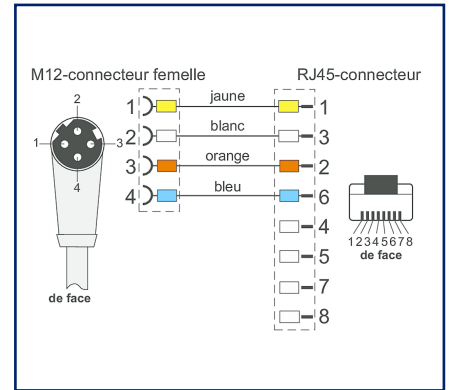 M12-connecteur femelle
RJ45-connecteur
2
1
3
4
de face
1 jaune 1
2 blanc 3
3 orange 2
4 bleu 6
4
5
7
8
12345678
de face